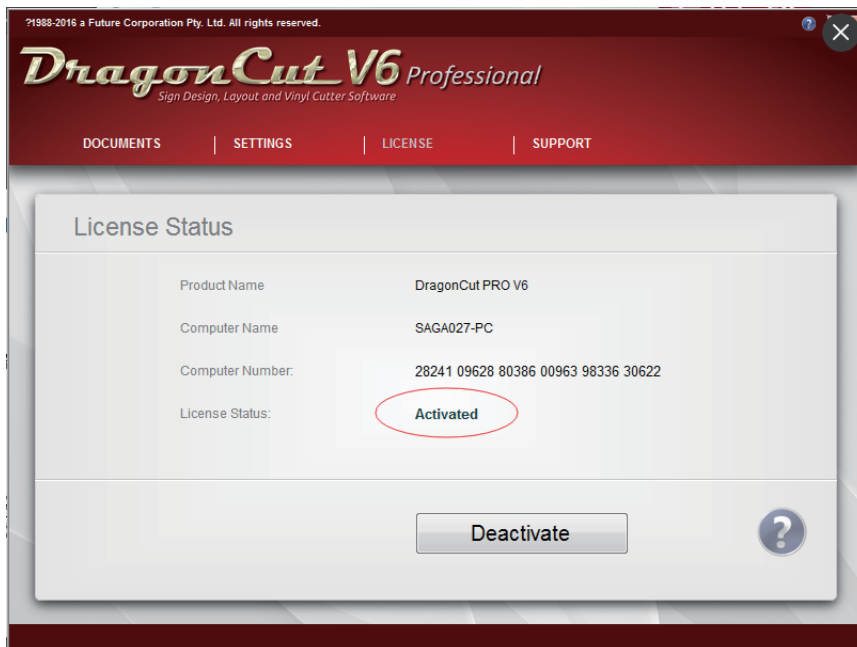 ?1988-2016 a Future Corporation Pty. Ltd. All rights reserved.
DragonCut V6 Professional
Sign Design, Layout and Vinyl Cutter Software
DOCUMENTS | SETTINGS | LICENSE | SUPPORT
License Status
Product Name DragonCut PRO V6
Computer Name SAGA027-PC
Computer Number: 28241 09628 80386 00963 98336 30622
License Status: Activated
Deactivate